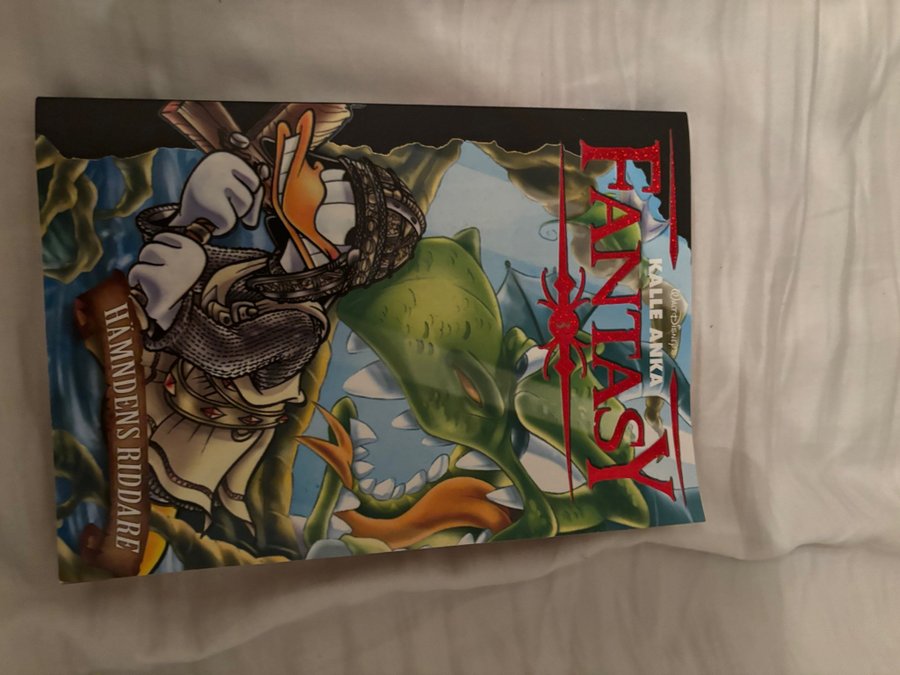 WALT DISNEY
KALLE ANKA
FANTASY
HÄMNDENS RIDDARE